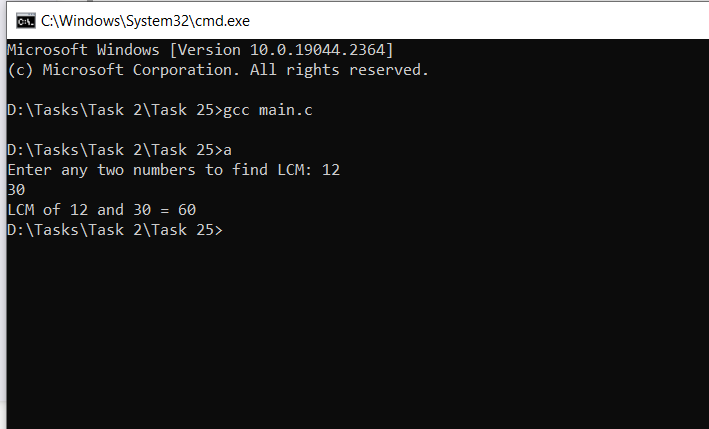 C:\Windows\System32\cmd.exe
Microsoft Windows [Version 10.0.19044.2364]
(c) Microsoft Corporation. All rights reserved.
D:\Tasks\Task 2\Task 25>gcc main.c
D:\Tasks\Task 2\Task 25>a
Enter any two numbers to find LCM: 12
30
LCM of 12 and 30 = 60
D:\Tasks\Task 2\Task 25>